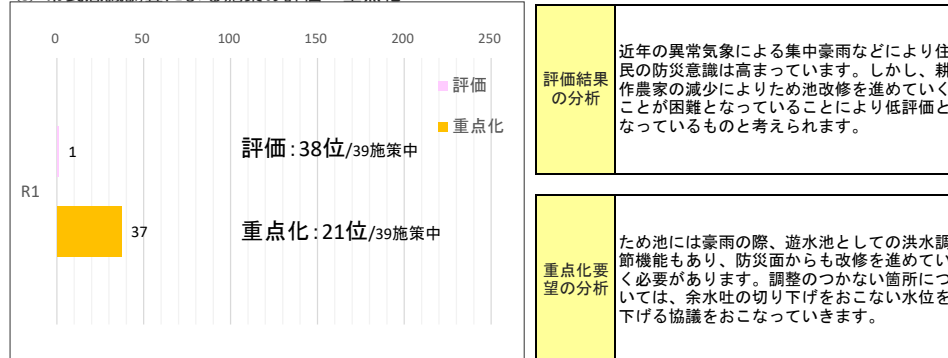 0 50 100 150 200 250
評価
重点化
1
評価:38位/39施策中
R1
37
重点化:21位/39施策中
評価結果
の分析
近年の異常気象による集中豪雨などにより住
民の防災意識は高まっています。しかし、耕
作農家の減少によりため池改修を進めていく
ことが困難となっていることにより低評価と
なっているものと考えられます。
重点化要
望の分析
ため池には豪雨の際、遊水池としての洪水調
節機能もあり、防災面からも改修を進めてい
く必要があります。調整のつかない箇所につ
いては、余水吐の切り下げをおこない水位を
下げる協議をおこなっていきます。